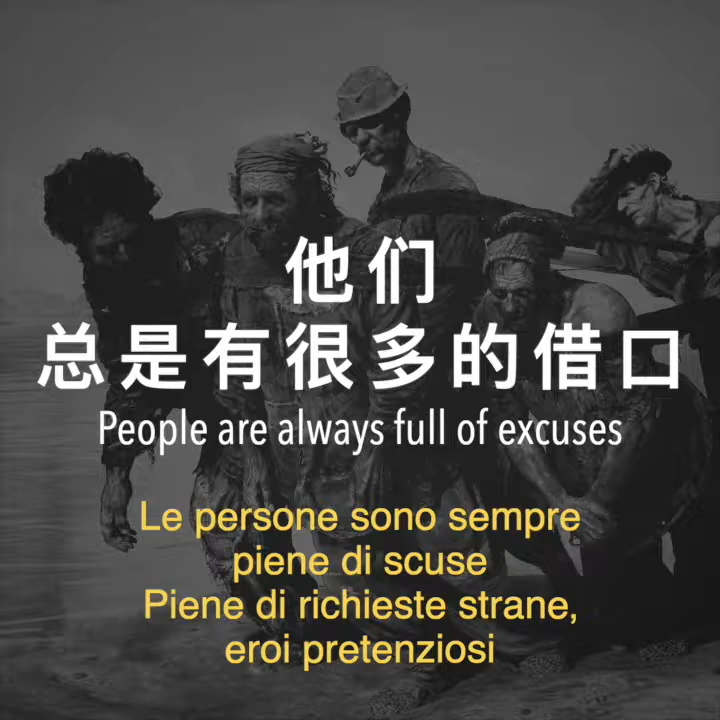 他们
总是有很多的借口
People are always full of excuses
Le persone sono sempre
piene di scuse
Piene di richieste strane,
eroi pretenziosi